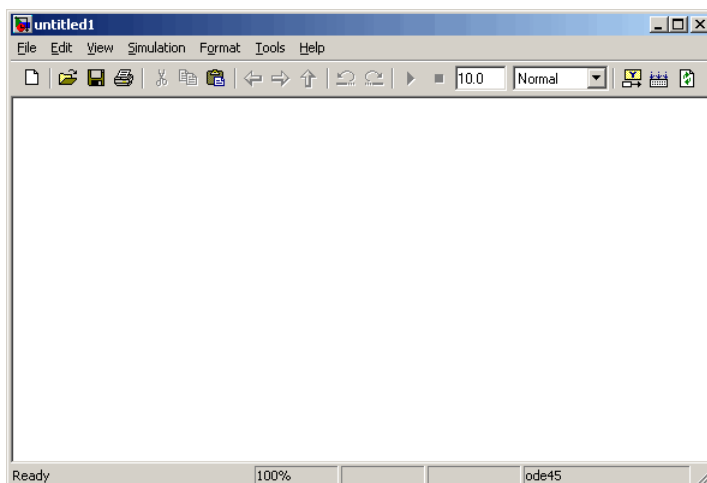 untitled1
File Edit View Simulation Format Tools Help
10.0 Normal
Ready 100% ode45